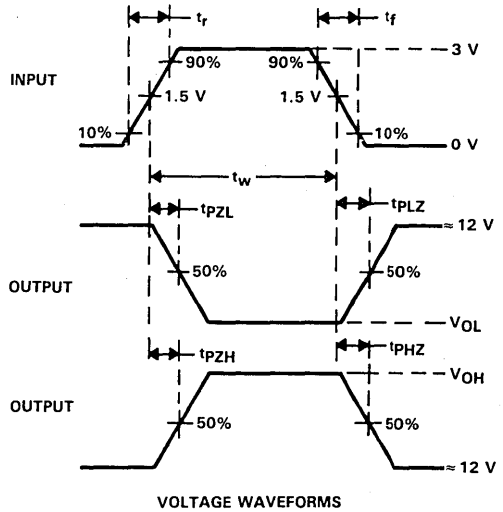 tr
tf
3 V
90%
90%
INPUT
1.5 V
1.5 V
10%
10%
0 V
tw
tPZL
tPLZ
≈ 12 V
50%
50%
OUTPUT
VOL
tPZH
tPHZ
VOH
OUTPUT
50%
50%
≈ 12 V
VOLTAGE WAVEFORMS